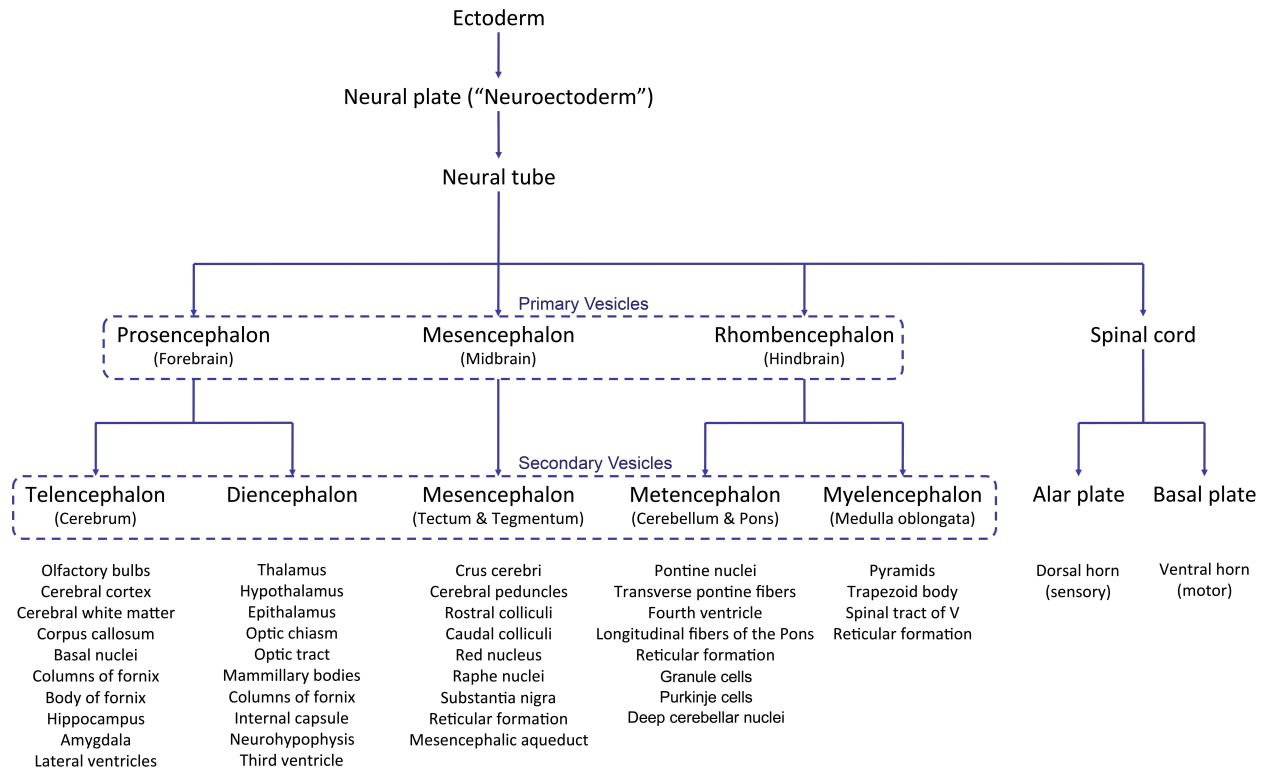 Ectoderm
Neural plate (“Neuroectoderm”)
Neural tube
Primary Vesicles
Prosencephalon
(Forebrain)
Mesencephalon
(Midbrain)
Rhombencephalon
(Hindbrain)
Spinal cord
Secondary Vesicles
Telencephalon
(Cerebrum)
Diencephalon
Mesencephalon
(Tectum & Tegmentum)
Metencephalon
(Cerebellum & Pons)
Myelencephalon
(Medulla oblongata)
Alar plate
Basal plate
Olfactory bulbs
Cerebral cortex
Cerebral white matter
Corpus callosum
Basal nuclei
Columns of fornix
Body of fornix
Hippocampus
Amygdala
Lateral ventricles
Thalamus
Hypothalamus
Epithalamus
Optic chiasm
Optic tract
Mammillary bodies
Columns of fornix
Internal capsule
Neurohypophysis
Third ventricle
Crus cerebri
Cerebral peduncles
Rostral colliculi
Caudal colliculi
Red nucleus
Raphe nuclei
Substantia nigra
Reticular formation
Mesencephalic aqueduct
Pontine nuclei
Transverse pontine fibers
Fourth ventricle
Longitudinal fibers of the Pons
Reticular formation
Granule cells
Purkinje cells
Deep cerebellar nuclei
Pyramids
Trapezoid body
Spinal tract of V
Reticular formation
Dorsal horn
(sensory)
Ventral horn
(motor)